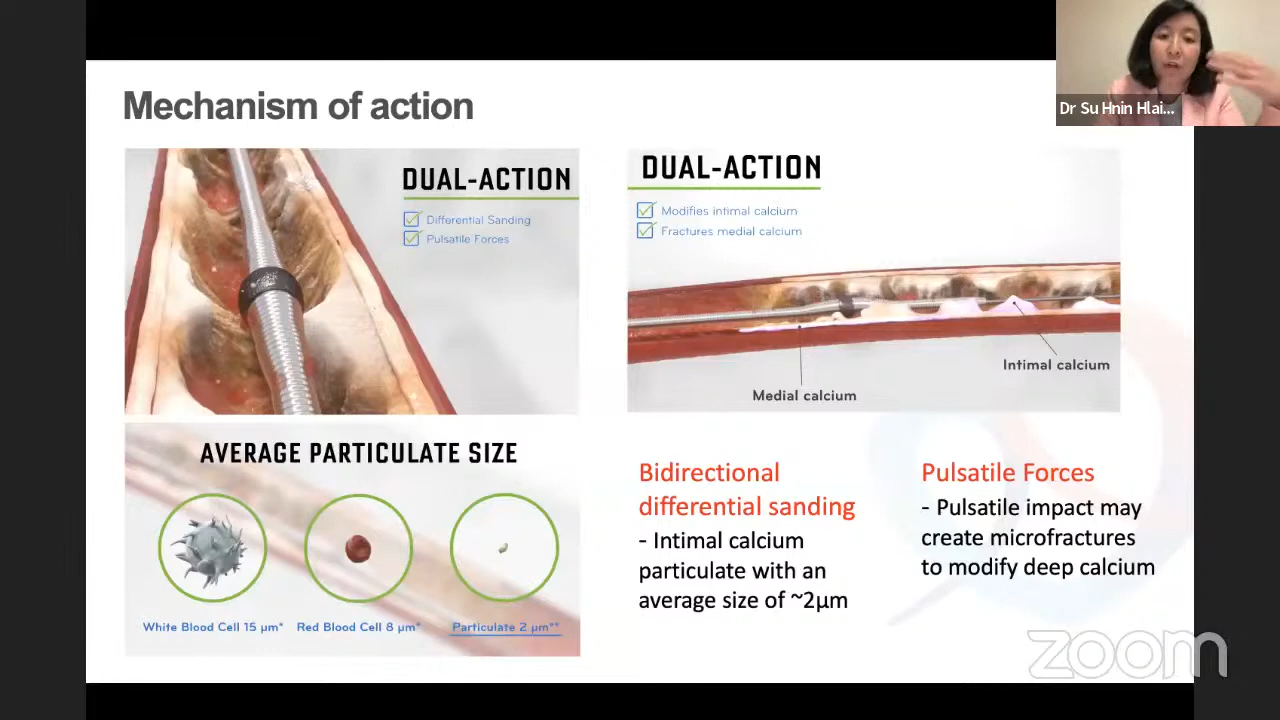 Mechanism of action
DUAL-ACTION
Differential Sanding
Pulsatile Forces
DUAL-ACTION
Modifies intimal calcium
Fractures medial calcium
Intimal calcium
Medial calcium
AVERAGE PARTICULATE SIZE
White Blood Cell 15 μm*
Red Blood Cell 8 μm*
Particulate 2 μm**
Bidirectional
differential sanding
- Intimal calcium
particulate with an
average size of ~2μm
Pulsatile Forces
- Pulsatile impact may
create microfractures
to modify deep calcium
Dr Su Hnin Hlai...
zoom